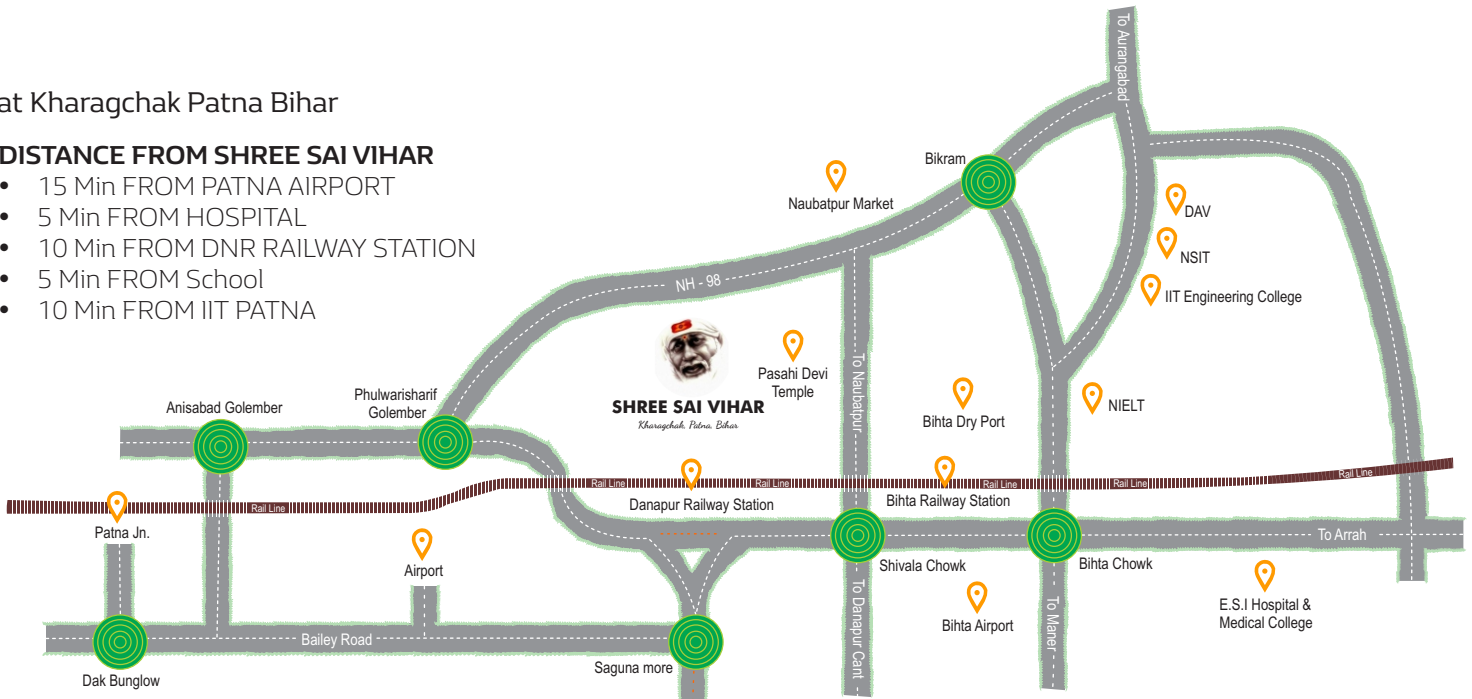 at Kharagchak Patna Bihar
DISTANCE FROM SHREE SAI VIHAR
• 15 Min FROM PATNA AIRPORT
• 5 Min FROM HOSPITAL
• 10 Min FROM DNR RAILWAY STATION
• 5 Min FROM School
• 10 Min FROM IIT PATNA
To Aurangabad
Bikram
Naubatpur Market
DAV
NSIT
IIT Engineering College
NH - 98
Pasahi Devi
Temple
To Naubatpur
SHREE SAI VIHAR
Kharagchak, Patna, Bihar
Phulwarisharif
Golember
Anisabad Golember
Bihta Dry Port
NIELT
Rail Line
Rail Line
Rail Line
Rail Line
Rail Line
Rail Line
Rail Line
Danapur Railway Station
Bihta Railway Station
Patna Jn.
Airport
Shivala Chowk
Bihta Chowk
To Arrah
To Danapur Cant
To Maner
Bihta Airport
E.S.I Hospital &
Medical College
Bailey Road
Saguna more
Dak Bunglow